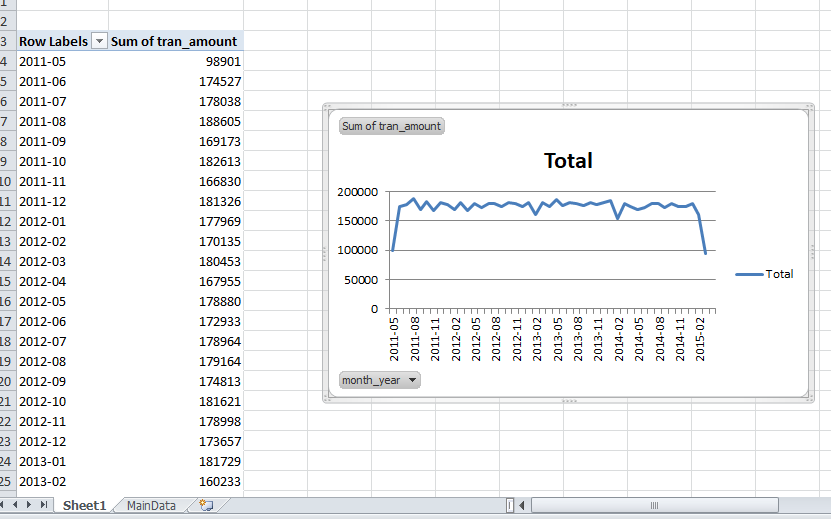 2
3 Row Labels Sum of tran_amount
4 2011-05 98901
5 2011-06 174527
6 2011-07 178038
7 2011-08 188605
8 2011-09 169173
9 2011-10 182613
10 2011-11 166830
11 2011-12 181326
12 2012-01 177969
13 2012-02 170135
14 2012-03 180453
15 2012-04 167955
16 2012-05 178880
17 2012-06 172933
18 2012-07 178964
19 2012-08 179164
20 2012-09 174813
21 2012-10 181621
22 2012-11 178998
23 2012-12 173657
24 2013-01 181729
25 2013-02 160233
Sum of tran_amount
Total
200000
150000
100000
50000
0
2011-05
2011-08
2011-11
2012-02
2012-05
2012-08
2012-11
2013-02
2013-05
2013-08
2013-11
2014-02
2014-05
2014-08
2014-11
2015-02
Total
month_year
Sheet1 MainData